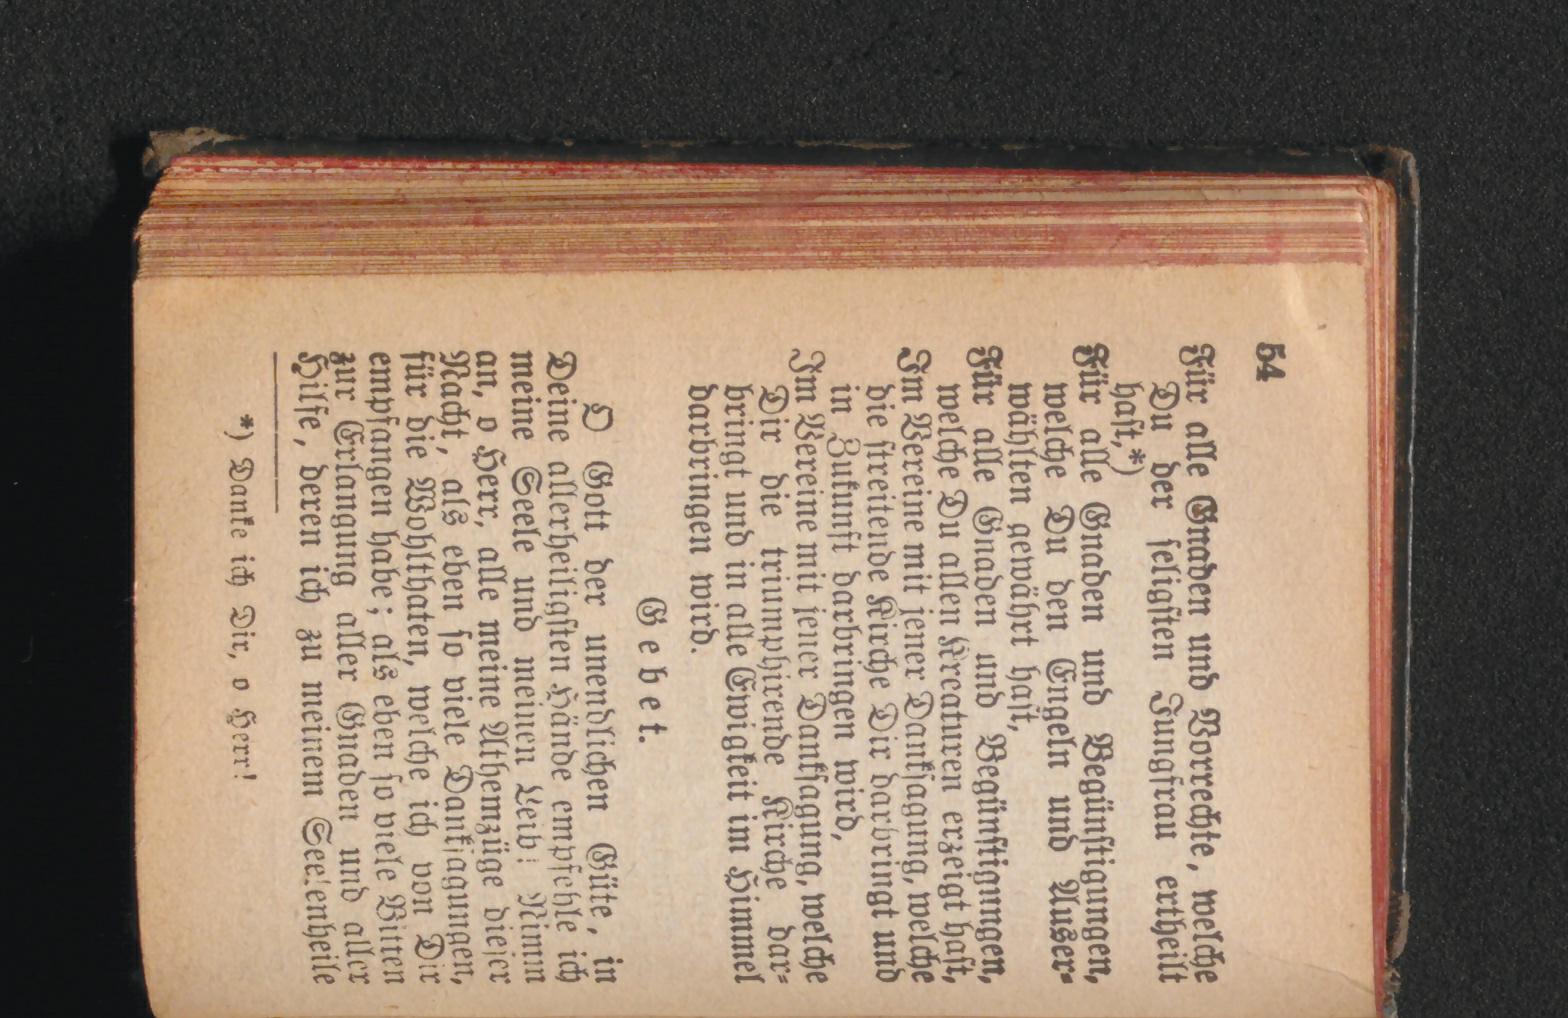 54
Für alle Gnaden und Vorrechte, welche
Du der seligsten Jungfrau ertheilt
hast,*)
Für all' Gnaden und Begünstigungen,
welche Du den Engeln und Auser-
wählten gewährt hast,
Für alle Gnaden und Begünstigungen,
welche Du allen Kreaturen erzeigt hast,
In Vereine mit jener Danksagung, welche
die streitende Kirche Dir darbringt und
in Zukunft darbringen wird,
In Vereine mit jener Danksagung, welche
Dir die triumphirende Kirche dar-
bringt und in alle Ewigkeit im Himmel
darbringen wird.
Gebet.
O Gott der unendlichen Güte, in
Deine allerheiligsten Hände empfehle ich
meine Seele und meinen Leib! Nimm
an, o Herr, alle meine Athemzüge dieser
Nacht, als eben so viele Danksagungen,
für die Wohlthaten, welche ich von Dir
empfangen habe; als eben so viele Bitten
zur Erlangung aller Gnaden und aller
Hilfe, deren ich zu meinem Seelenheile
*) Danke ich Dir, o Herr!